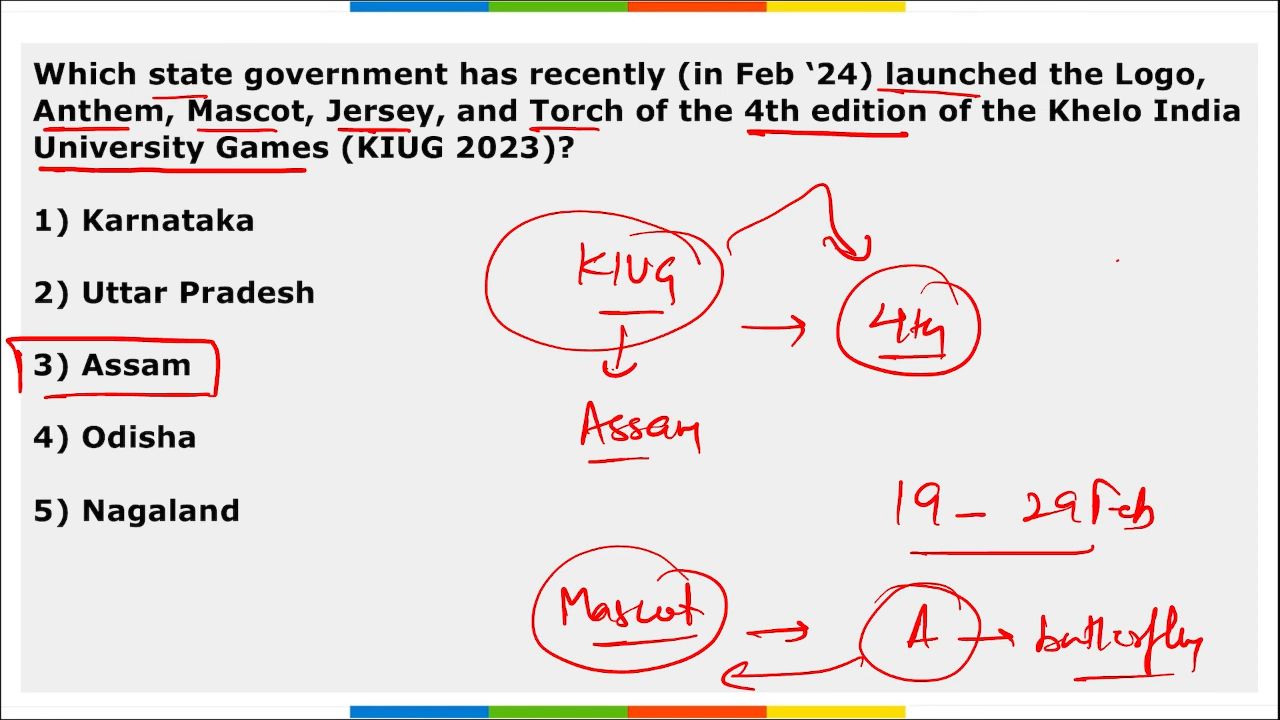 Which state government has recently (in Feb ‘24) launched the Logo,
Anthem, Mascot, Jersey, and Torch of the 4th edition of the Khelo India
University Games (KIUG 2023)?
1) Karnataka
2) Uttar Pradesh
3) Assam
4) Odisha
5) Nagaland
KIUG
4th
Assam
19 - 29 Feb
Mascot
A
butterfly